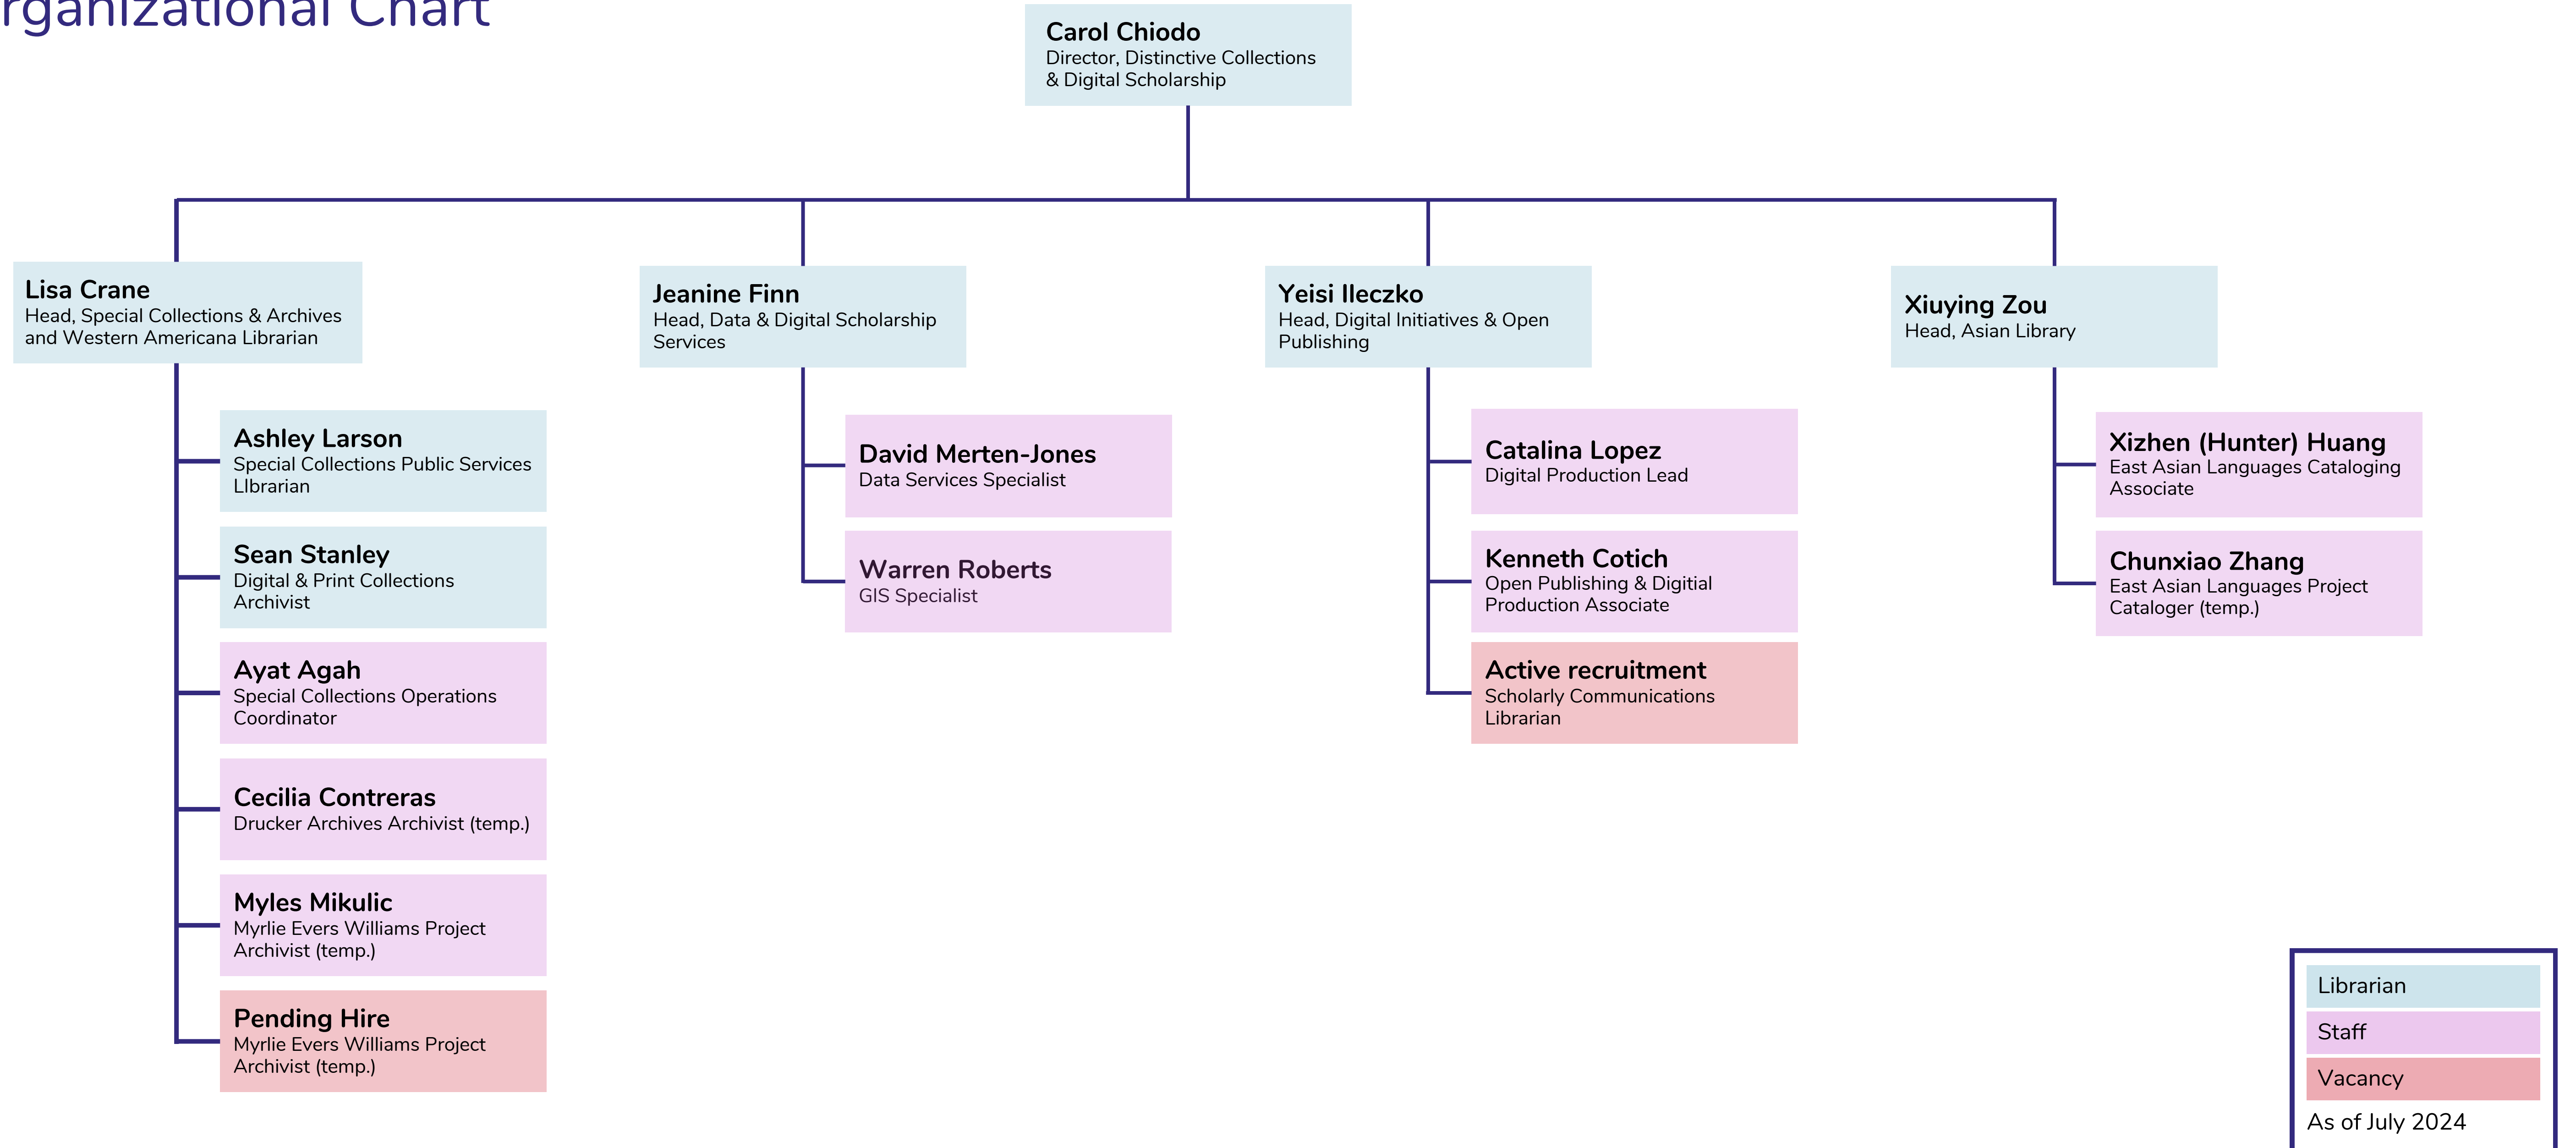 rganizational Chart
Carol Chiodo
Director, Distinctive Collections
& Digital Scholarship
Lisa Crane
Head, Special Collections & Archives
and Western Americana Librarian
Ashley Larson
Special Collections Public Services
LIbrarian
Sean Stanley
Digital & Print Collections
Archivist
Ayat Agah
Special Collections Operations
Coordinator
Cecilia Contreras
Drucker Archives Archivist (temp.)
Myles Mikulic
Myrlie Evers Williams Project
Archivist (temp.)
Pending Hire
Myrlie Evers Williams Project
Archivist (temp.)
Jeanine Finn
Head, Data & Digital Scholarship
Services
David Merten-Jones
Data Services Specialist
Warren Roberts
GIS Specialist
Yeisi Ileczko
Head, Digital Initiatives & Open
Publishing
Catalina Lopez
Digital Production Lead
Kenneth Cotich
Open Publishing & Digitial
Production Associate
Active recruitment
Scholarly Communications
Librarian
Xiuying Zou
Head, Asian Library
Xizhen (Hunter) Huang
East Asian Languages Cataloging
Associate
Chunxiao Zhang
East Asian Languages Project
Cataloger (temp.)
Librarian
Staff
Vacancy
As of July 2024